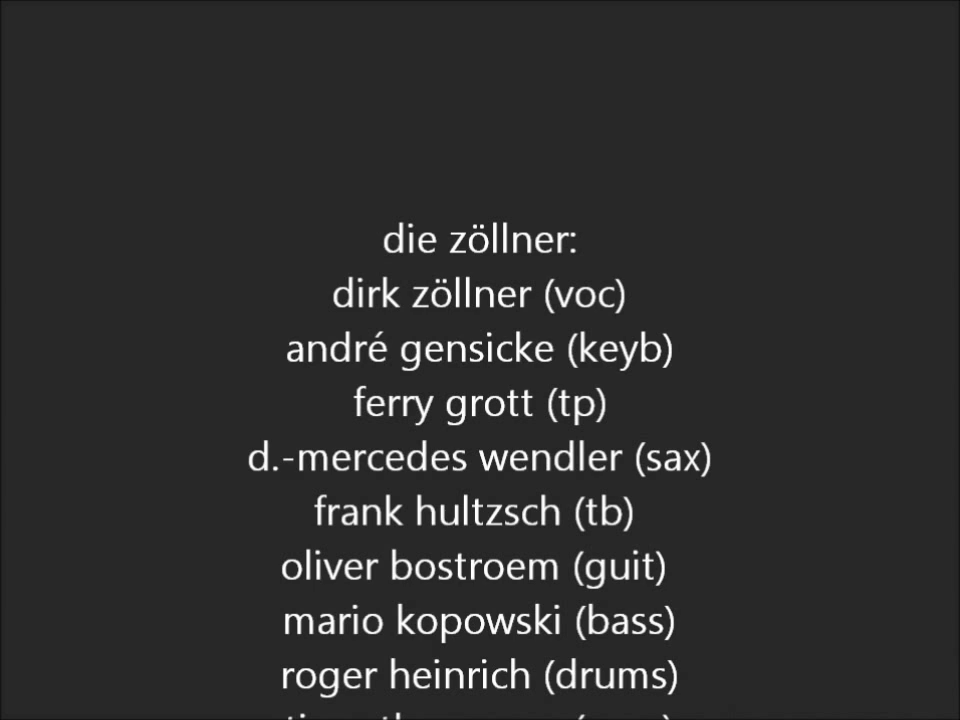 die zöllner:
dirk zöllner (voc)
andré gensicke (keyb)
ferry grott (tp)
d.-mercedes wendler (sax)
frank hultzsch (tb)
oliver bostroem (guit)
mario kopowski (bass)
roger heinrich (drums)